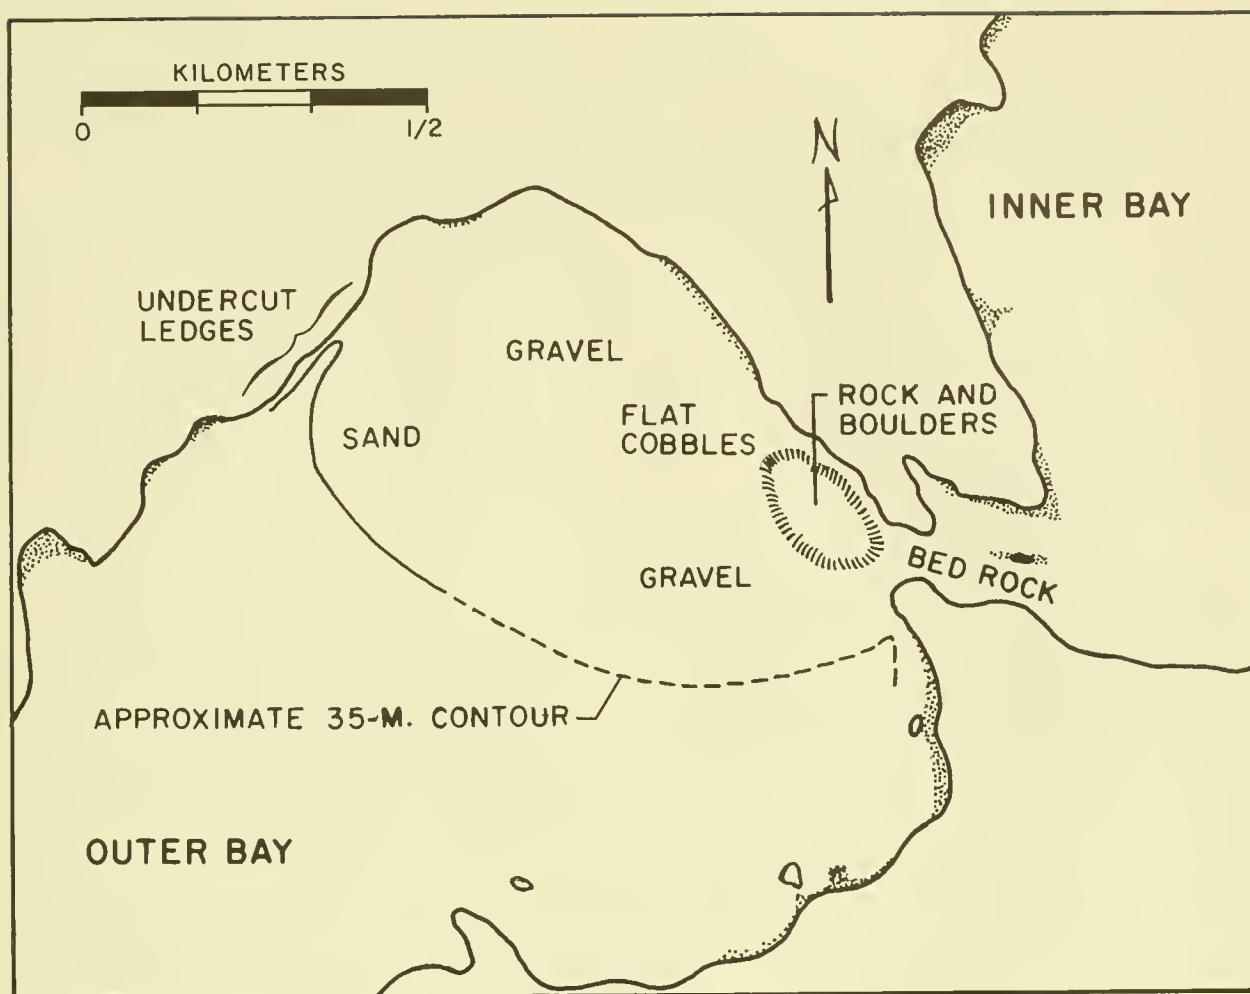 KILOMETERS
0 1/2
N
INNER BAY
UNDERCUT
LEDGES
GRAVEL
ROCK AND
BOULDERS
FLAT
COBBLES
SAND
GRAVEL
BED ROCK
APPROXIMATE 35-M. CONTOUR
OUTER BAY